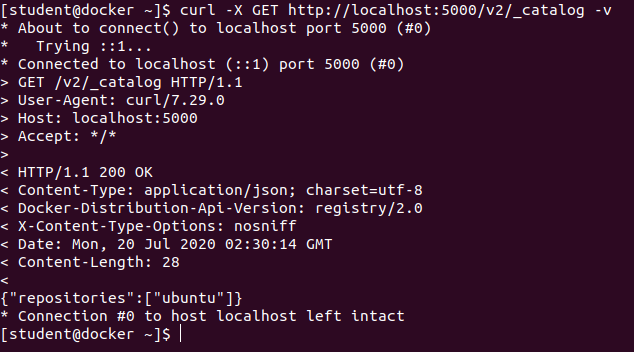 [student@docker ~]$ curl -X GET http://localhost:5000/v2/_catalog -v
* About to connect() to localhost port 5000 (#0)
*   Trying ::1...
* Connected to localhost (::1) port 5000 (#0)
> GET /v2/_catalog HTTP/1.1
> User-Agent: curl/7.29.0
> Host: localhost:5000
> Accept: */*
>
< HTTP/1.1 200 OK
< Content-Type: application/json; charset=utf-8
< Docker-Distribution-Api-Version: registry/2.0
< X-Content-Type-Options: nosniff
< Date: Mon, 20 Jul 2020 02:30:14 GMT
< Content-Length: 28
<
{"repositories":["ubuntu"]}
* Connection #0 to host localhost left intact
[student@docker ~]$